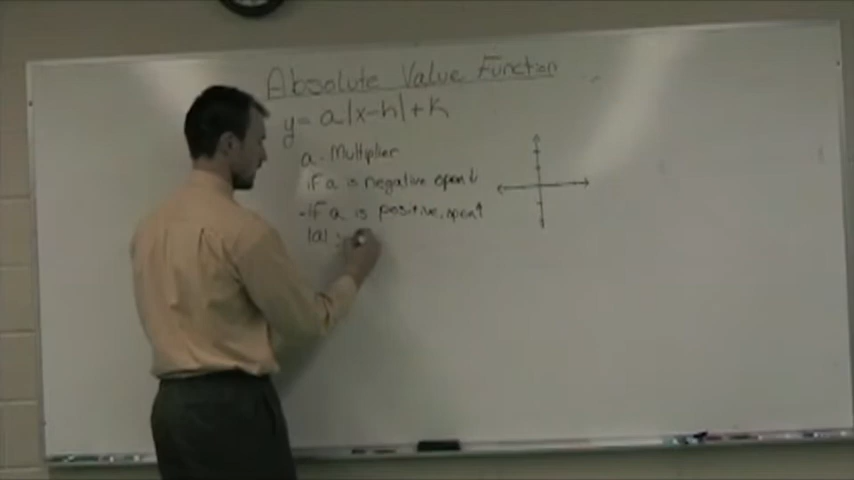 Absolute Value Function
y = a|x-h| + k
a - Multiplier
if a is negative open ↓
- if a is positive, open ↑
|a|